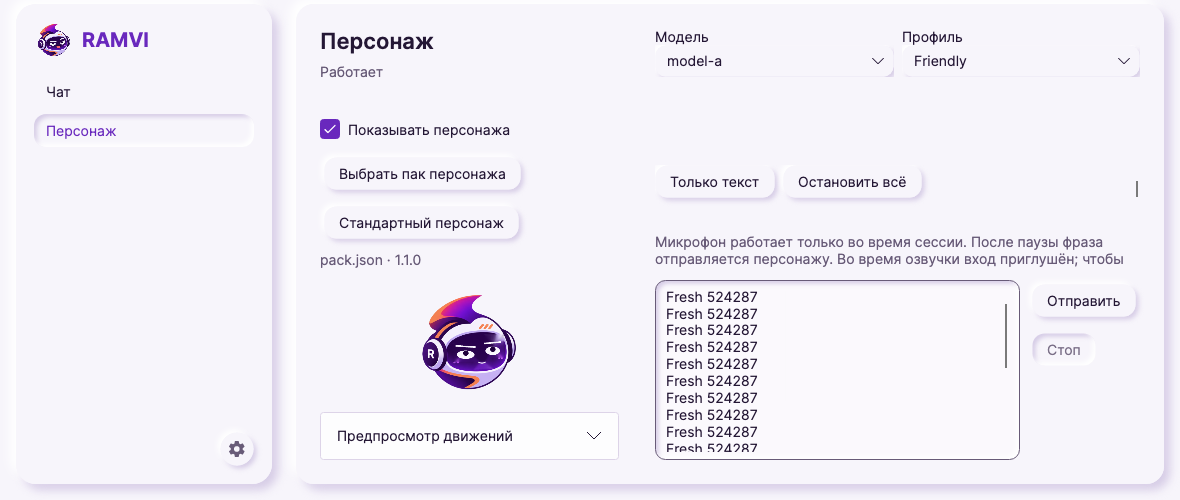 RAMVI
Чат
Персонаж
Персонаж
Работает
Показывать персонажа
Выбрать пак персонажа
Стандартный персонаж
pack.json · 1.1.0
R
Предпросмотр движений
Модель
model-a
Профиль
Friendly
Только текст
Остановить всё
Микрофон работает только во время сессии. После паузы фраза
отправляется персонажу. Во время озвучки вход приглушён; чтобы
Fresh 524287
Fresh 524287
Fresh 524287
Fresh 524287
Fresh 524287
Fresh 524287
Fresh 524287
Fresh 524287
Fresh 524287
Fresh 524287
Отправить
Стоп